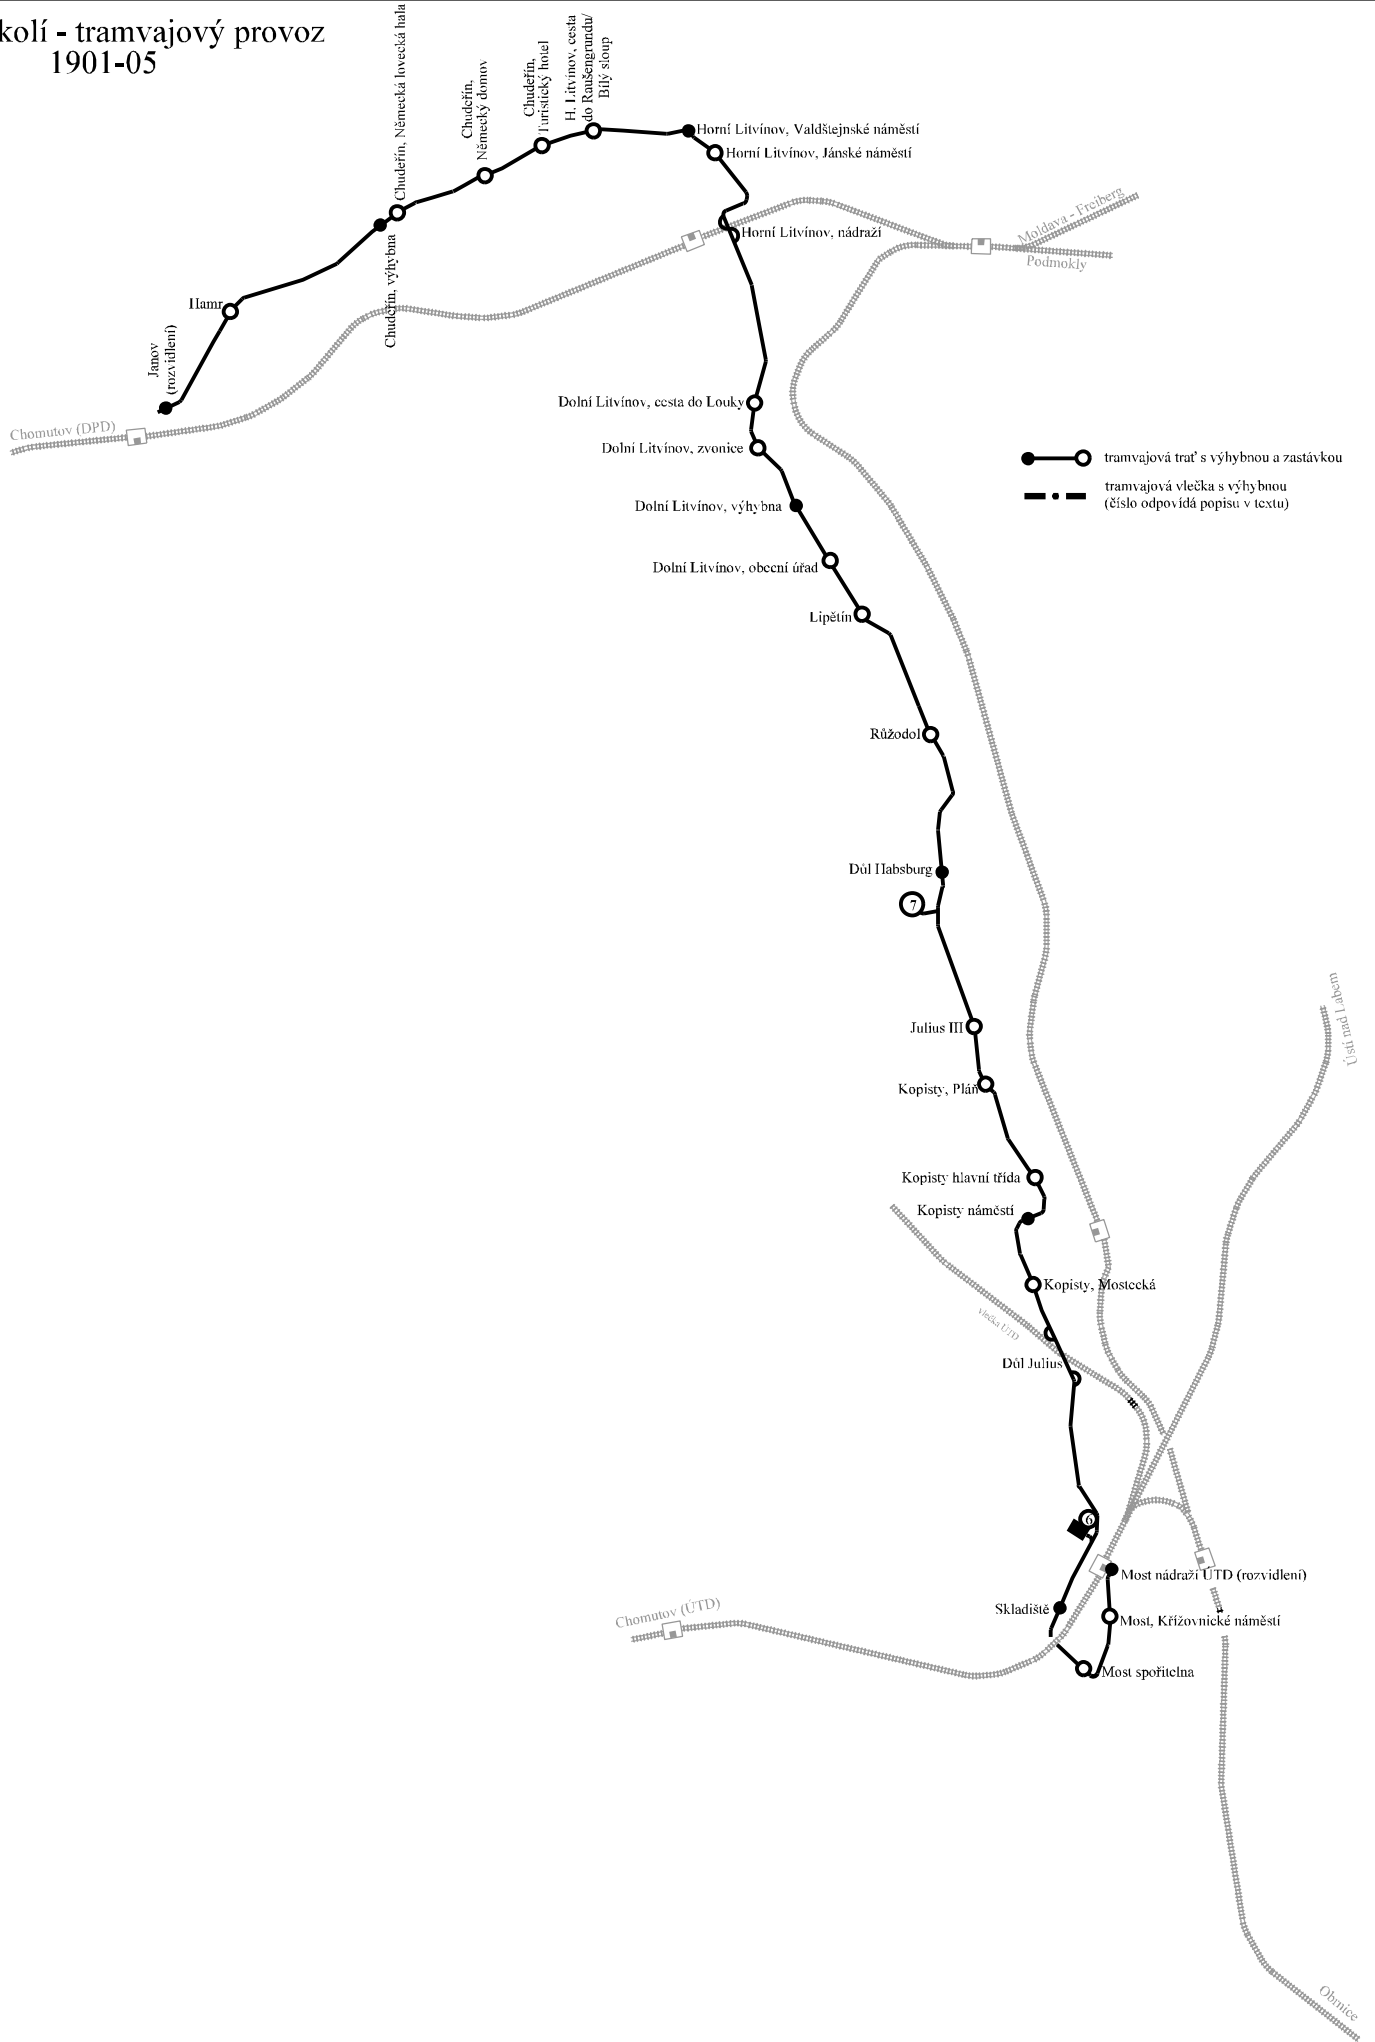 kolí - tramvajový provoz
1901-05
Chudeřín, Německá lovecká hala
Chudeřín,
Německý domov
Chudeřín,
Turistický hotel
H. Litvínov, cesta
do Raušengrundu/
Bílý sloup
Horní Litvínov, Valdštejnské náměstí
Horní Litvínov, Jánské náměstí
Moldava - Freiberg
Podmokly
Horní Litvínov, nádraží
Chudeřín, výhybna
Hamr
Janov
(rozvidlení)
Chomutov (DPD)
Dolní Litvínov, cesta do Louky
Dolní Litvínov, zvonice
tramvajová trať s výhybnou a zastávkou
tramvajová vlečka s výhybnou
(číslo odpovídá popisu v textu)
Dolní Litvínov, výhybna
Dolní Litvínov, obecní úřad
Lipětín
Růžodol
Důl Habsburg
7
Ústí nad Labem
Julius III
Kopisty, Pláň
Kopisty hlavní třída
Kopisty náměstí
Kopisty, Mostecká
vlečka ÚTD
Důl Julius
6
Most nádraží ÚTD (rozvidlení)
Skladiště
Chomutov (ÚTD)
Most, Křížovnické náměstí
Most spořitelna
Obrnice